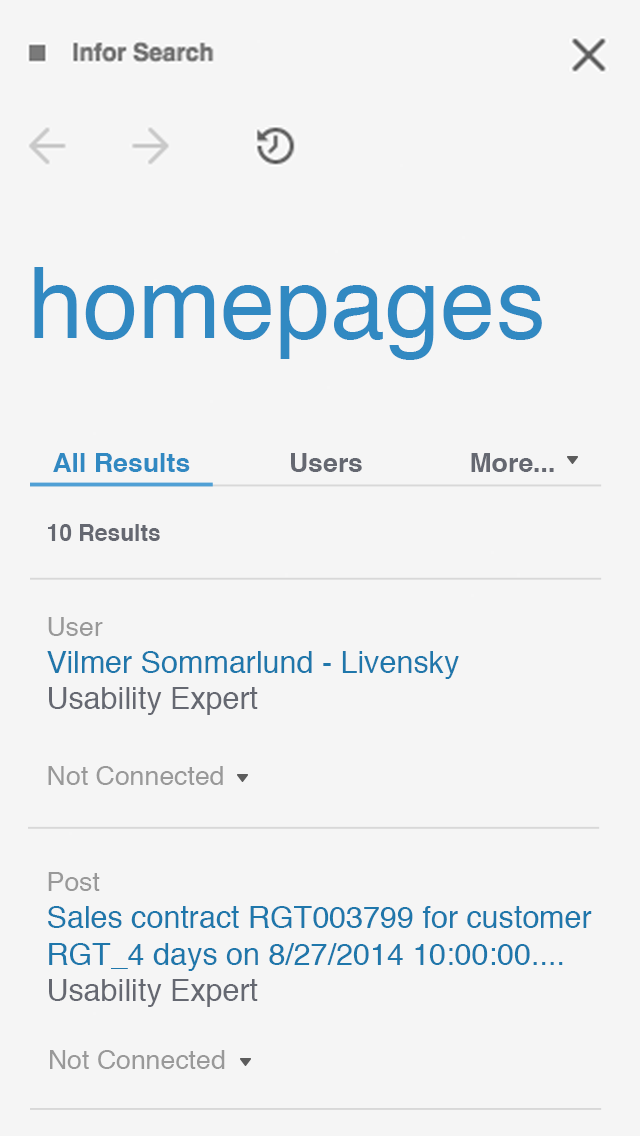 Infor Search
homepages
All Results Users More...
10 Results
User
Vilmer Sommarlund - Livensky
Usability Expert
Not Connected
Post
Sales contract RGT003799 for customer
RGT_4 days on 8/27/2014 10:00:00....
Usability Expert
Not Connected